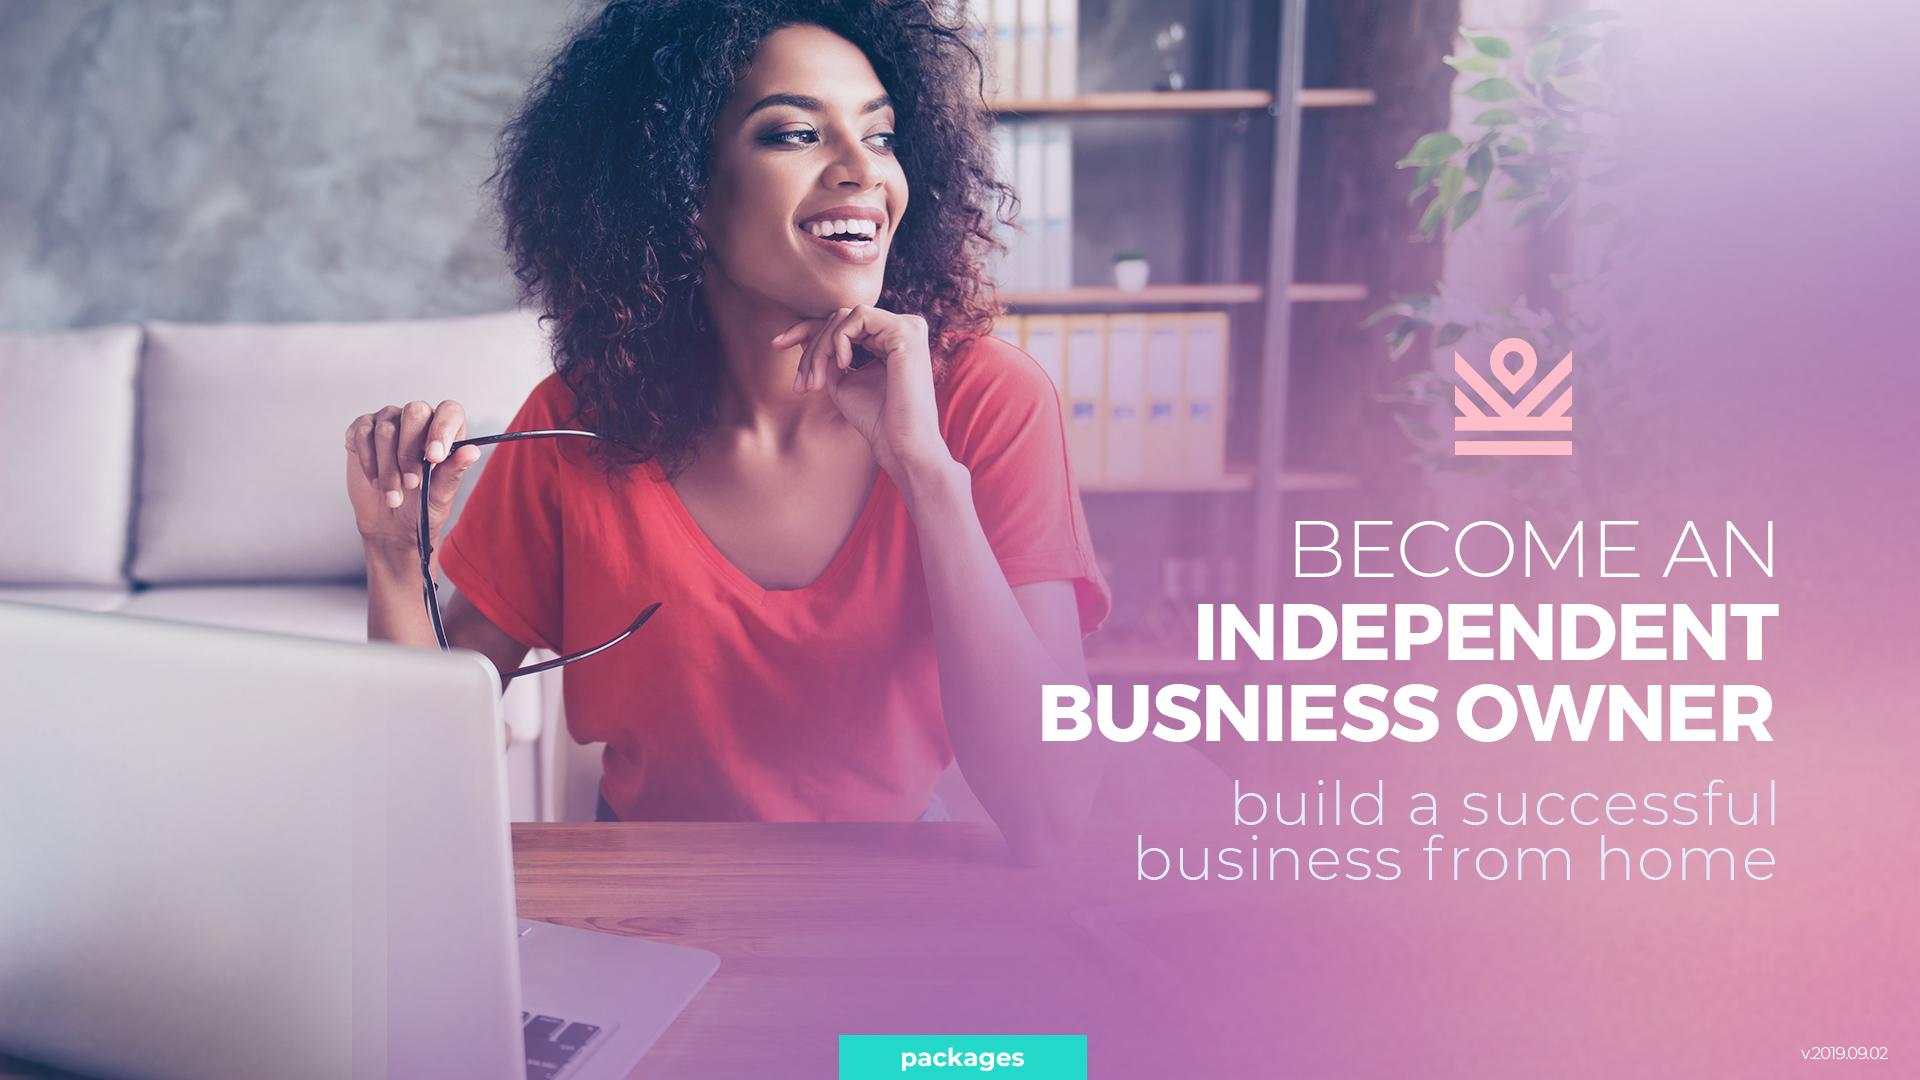 BECOME AN
INDEPENDENT
BUSNIESS OWNER
build a successful
business from home
packages
v.2019.09.02